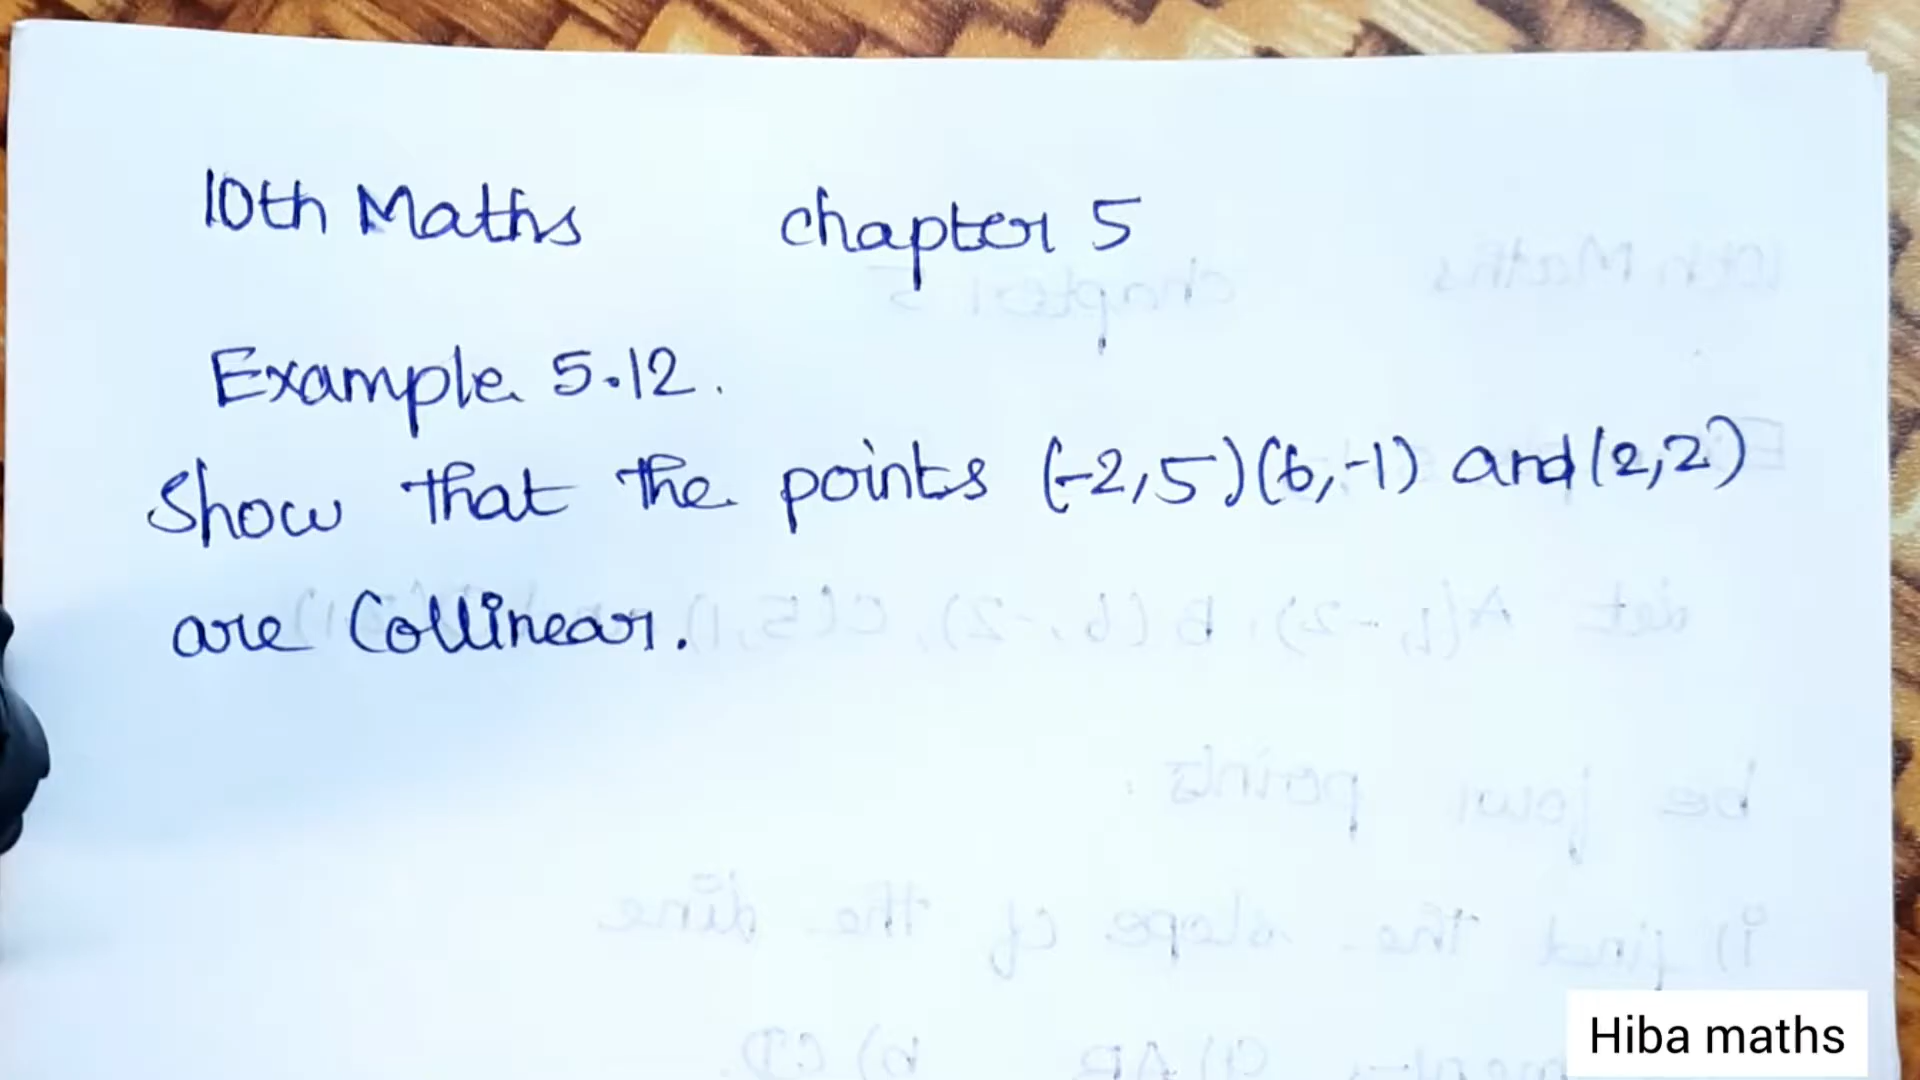 10th Maths chapter 5
Example 5.12.
Show that the points (-2,5)(6,-1) and (2,2)
are Collinear.
Hiba maths